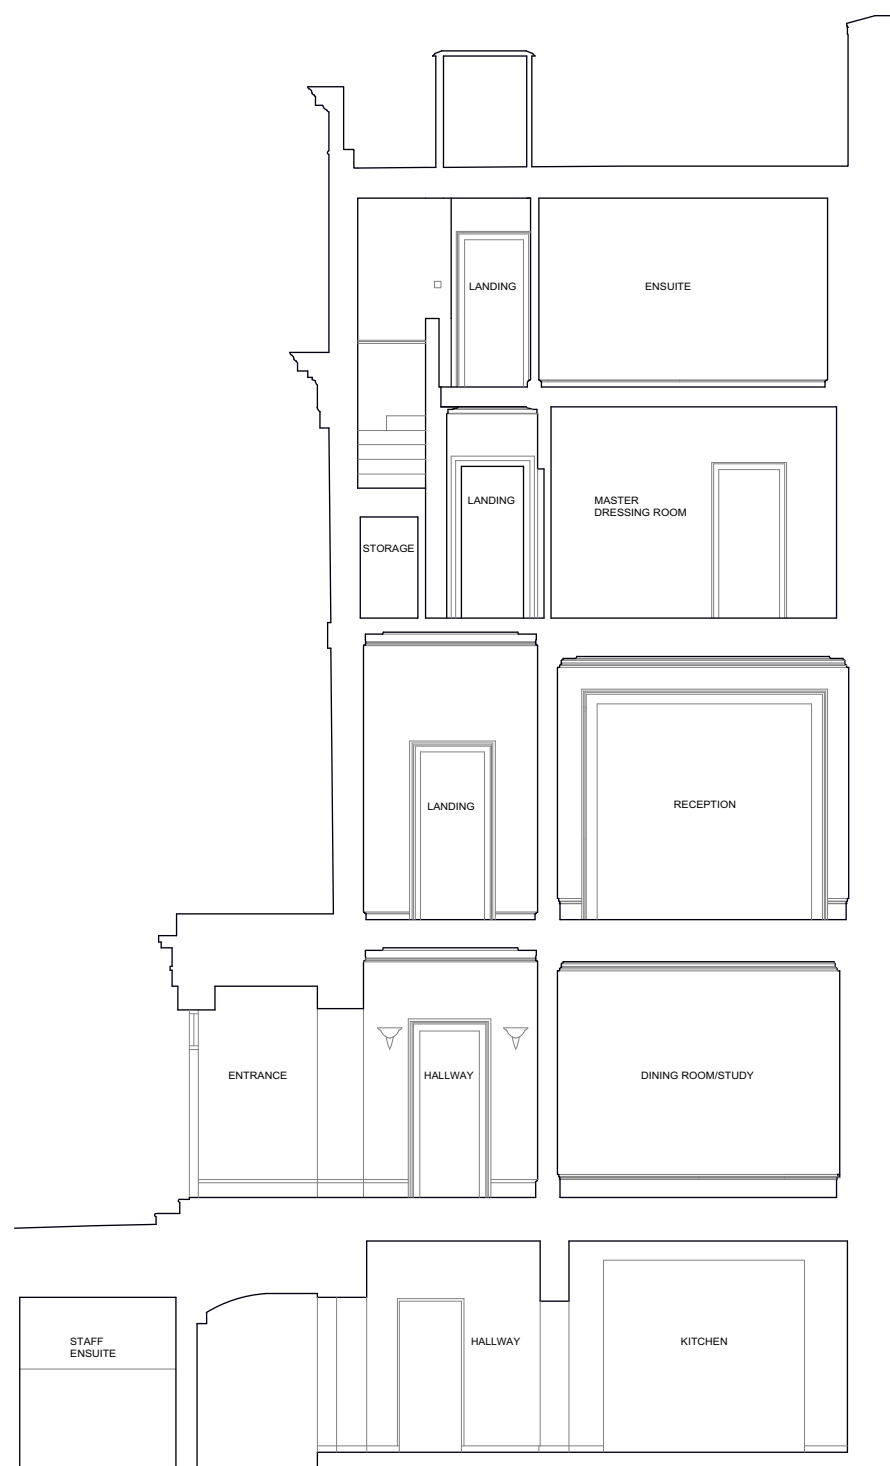 LANDING
ENSUITE
LANDING
MASTER
DRESSING ROOM
STORAGE
LANDING
RECEPTION
ENTRANCE
HALLWAY
DINING ROOM/STUDY
STAFF
ENSUITE
HALLWAY
KITCHEN